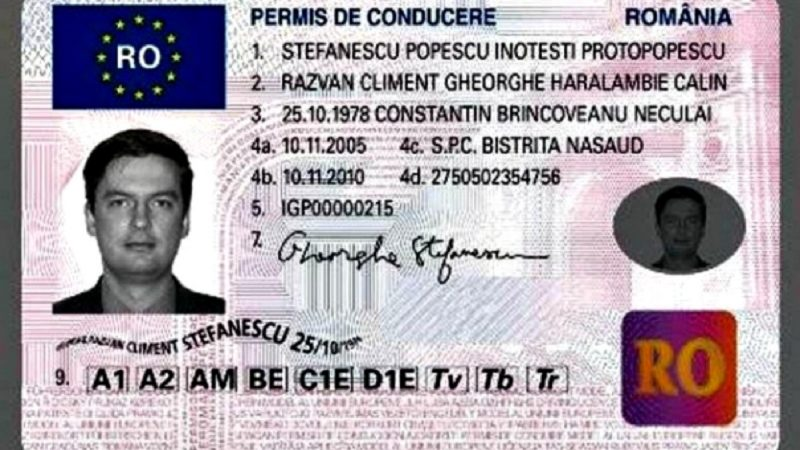 RO
PERMIS DE CONDUCERE ROMÂNIA
1. STEFANESCU POPESCU INOTESTI PROTOPOPESCU
2. RAZVAN CLIMENT GHEORGHE HARALAMBIE CALIN
3. 25.10.1978 CONSTANTIN BRINCOVEANU NECULAI
4a. 10.11.2005 4c. S.P.C. BISTRITA NASAUD
4b. 10.11.2010 4d. 2750502354756
5. IGP00000215
7. Gheorghe Stefanescu
RAZVAN CLIMENT STEFANESCU 25/10/
RO
9. A1 A2 AM BE C1E D1E Tv Tb Tr